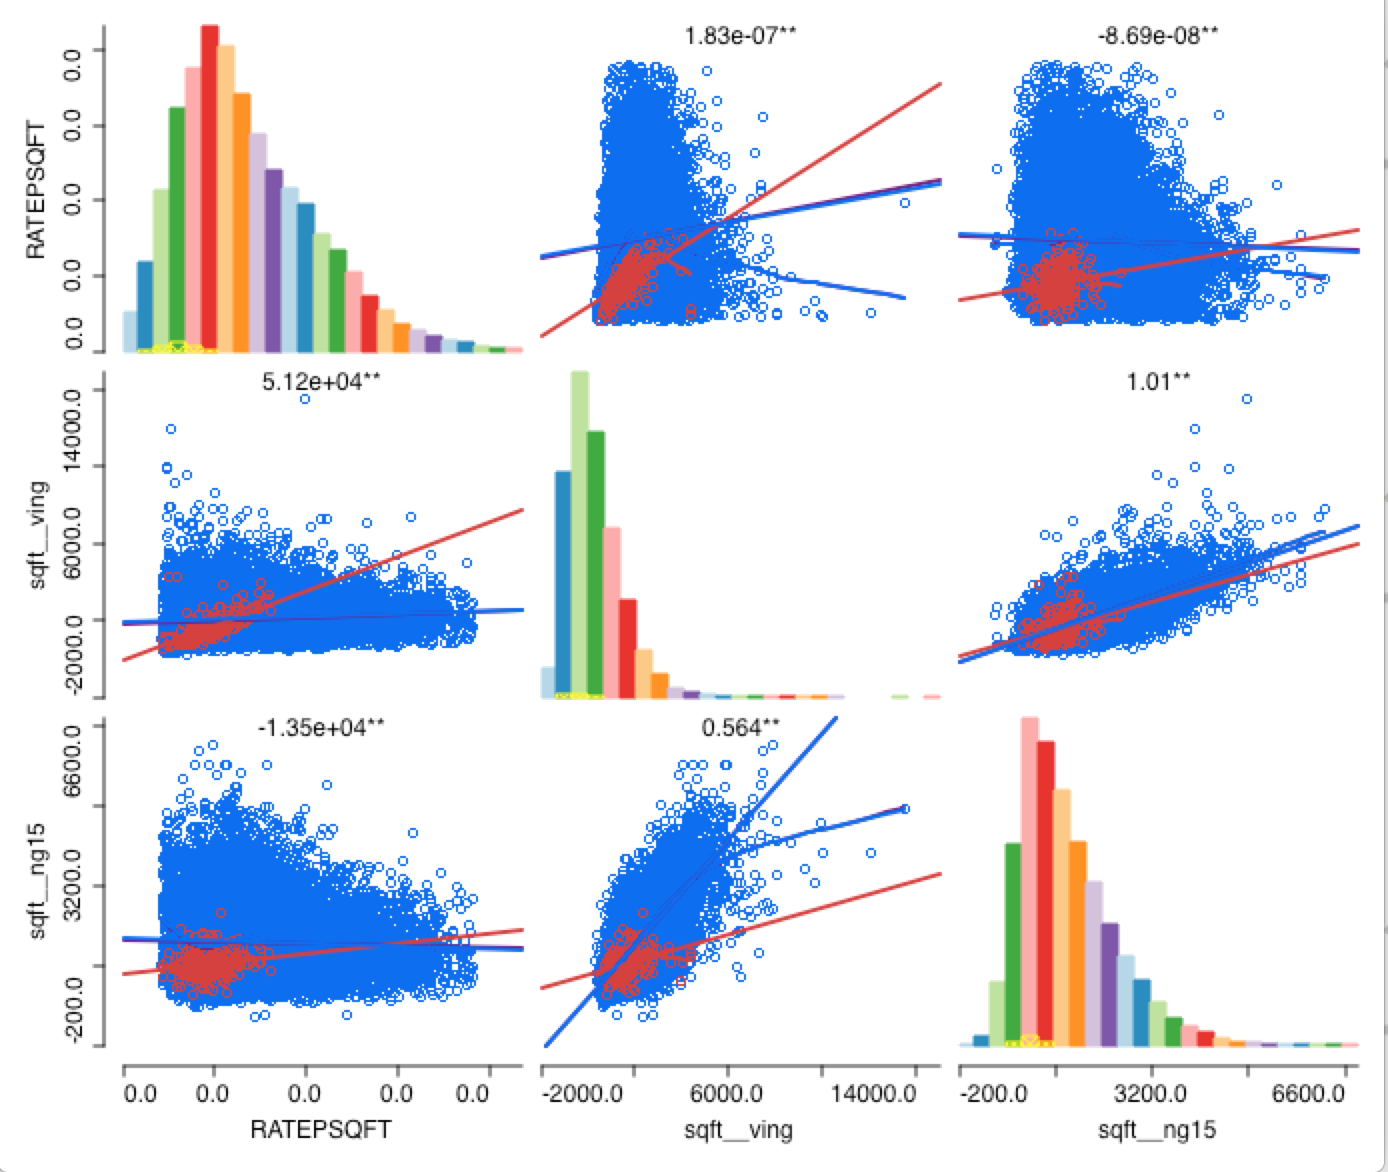 1.83e-07** -8.69e-08**
RATEPSQFT
0.0 0.0 0.0 0.0 0.0
5.12e+04** 1.01**
sqft__ving
14000.0 6000.0 -2000.0
-1.35e+04** 0.564**
sqft__ng15
6600.0 3200.0 -200.0
0.0 0.0 0.0 0.0 0.0 -2000.0 6000.0 14000.0 -200.0 3200.0 6600.0
RATEPSQFT sqft__ving sqft__ng15